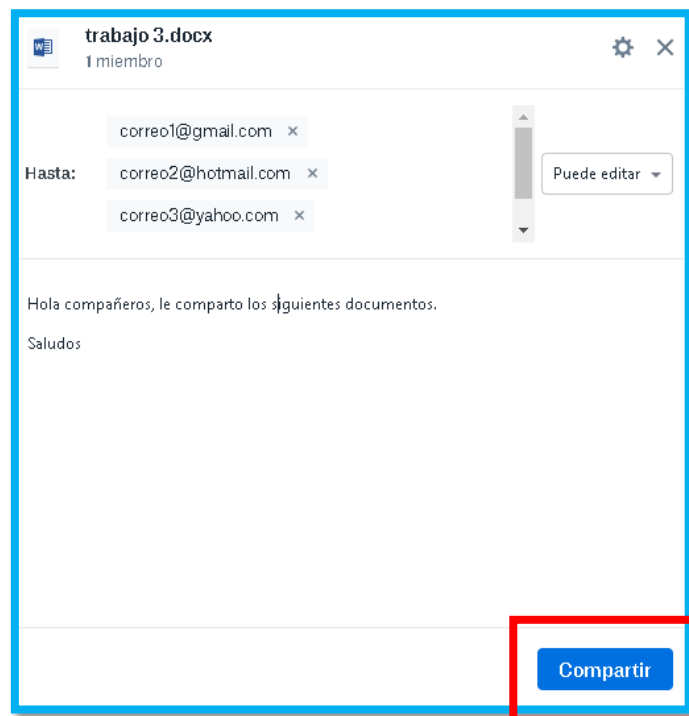 trabajo 3.docx
1 miembro
correo1@gmail.com ×
Hasta:
correo2@hotmail.com ×
Puede editar
correo3@yahoo.com ×
Hola compañeros, le comparto los siguientes documentos.
Saludos
Compartir